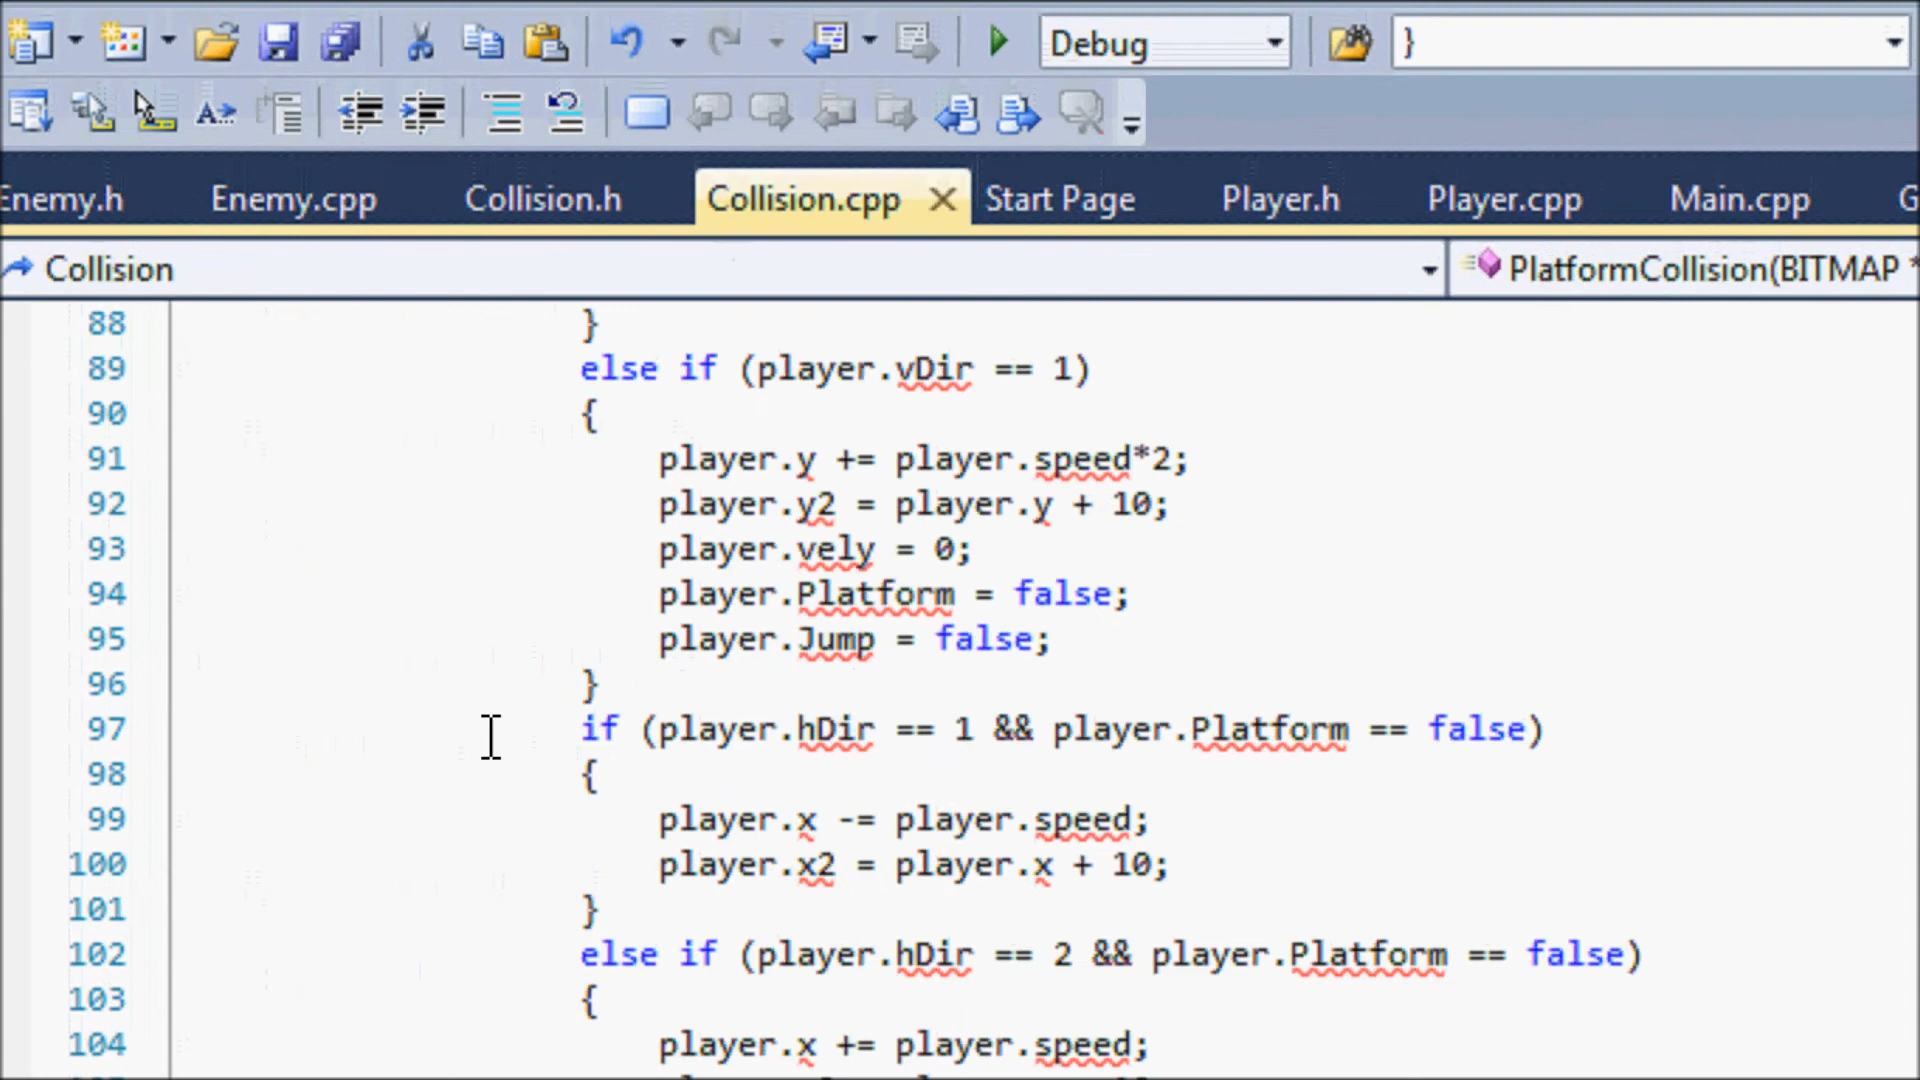 Debug }
Enemy.h Enemy.cpp Collision.h Collision.cpp Start Page Player.h Player.cpp Main.cpp G
Collision PlatformCollision(BITMAP *
88 }
89 else if (player.vDir == 1)
90 {
91 player.y += player.speed*2;
92 player.y2 = player.y + 10;
93 player.vely = 0;
94 player.Platform = false;
95 player.Jump = false;
96 }
97 if (player.hDir == 1 && player.Platform == false)
98 {
99 player.x -= player.speed;
100 player.x2 = player.x + 10;
101 }
102 else if (player.hDir == 2 && player.Platform == false)
103 {
104 player.x += player.speed;